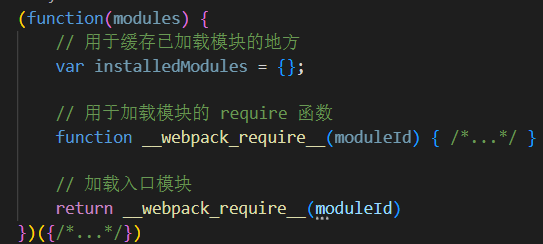 (function(modules) {
    // 用于缓存已加载模块的地方
    var installedModules = {};

    // 用于加载模块的 require 函数
    function __webpack_require__(moduleId) { /*...*/ }

    // 加载入口模块
    return __webpack_require__(moduleId)
})({/*...*/})